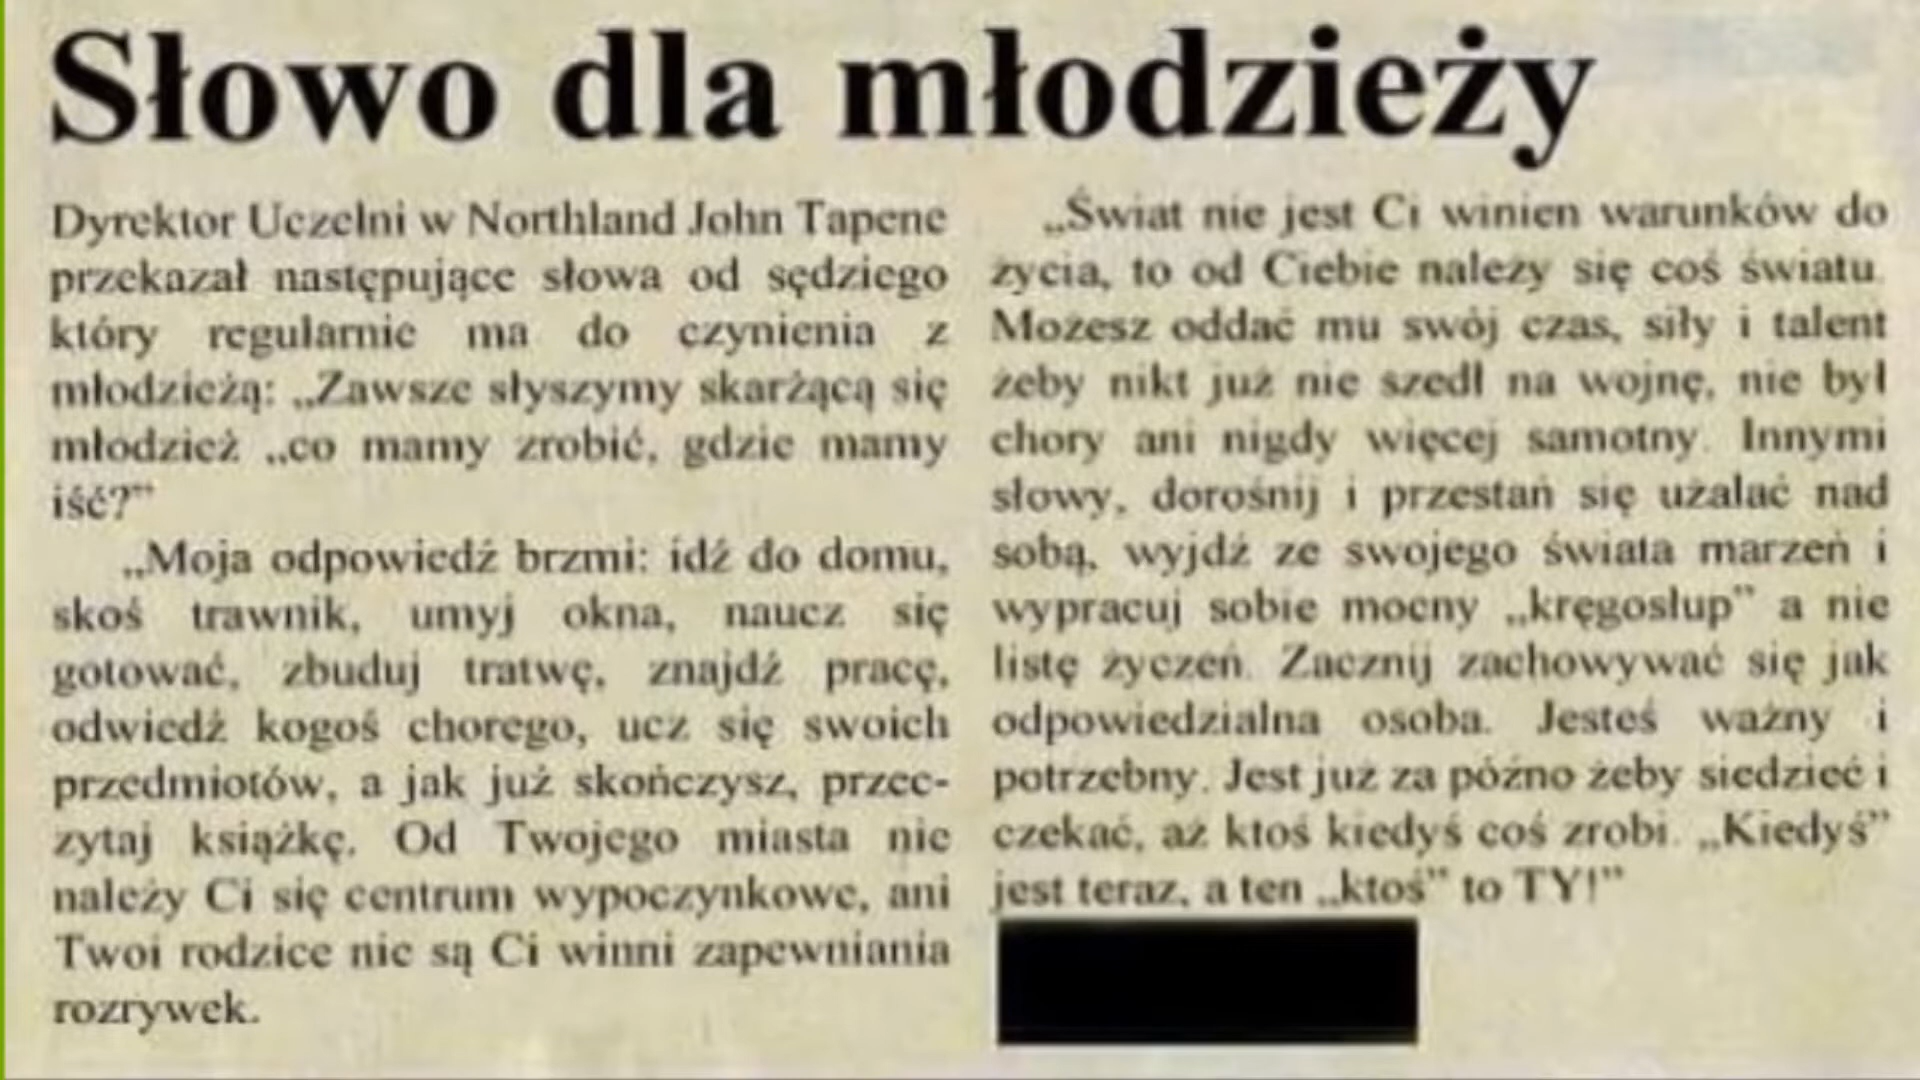 Słowo dla młodzieży
Dyrektor Uczelni w Northland John Tapene
przekazał następujące słowa od sędziego
który regularnie ma do czynienia z
młodzieżą: „Zawsze słyszymy skarżącą się
młodzież „co mamy zrobić, gdzie mamy
iść?”
„Moja odpowiedź brzmi: idź do domu,
skoś trawnik, umyj okna, naucz się
gotować, zbuduj tratwę, znajdź pracę,
odwiedź kogoś chorego, ucz się swoich
przedmiotów, a jak już skończysz, przec-
zytaj książkę. Od Twojego miasta nie
należy Ci się centrum wypoczynkowe, ani
Twoi rodzice nie są Ci winni zapewniania
rozrywek.
„Świat nie jest Ci winien warunków do
życia, to od Ciebie należy się coś światu.
Możesz oddać mu swój czas, siły i talent
żeby nikt już nie szedł na wojnę, nie był
chory ani nigdy więcej samotny. Innymi
słowy, dorośnij i przestań się użalać nad
sobą, wyjdź ze swojego świata marzeń i
wypracuj sobie mocny „kręgosłup” a nie
listę życzeń. Zacznij zachowywać się jak
odpowiedzialna osoba. Jesteś ważny i
potrzebny. Jest już za późno żeby siedzieć i
czekać, aż ktoś kiedyś coś zrobi. „Kiedyś”
jest teraz, a ten „ktoś” to TY!”